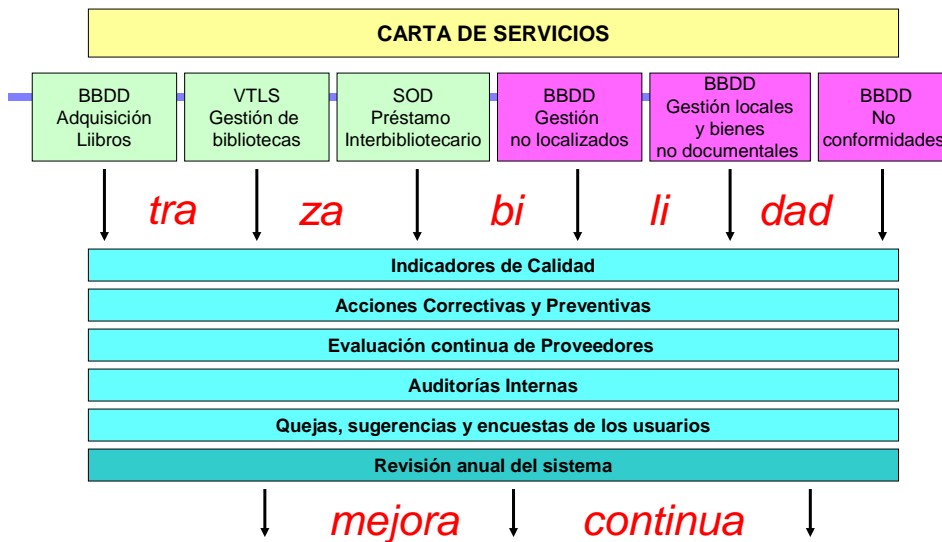 CARTA DE SERVICIOS
BBDD
Adquisición
Liibros
VTLS
Gestión de
bibliotecas
SOD
Préstamo
Interbibliotecario
BBDD
Gestión
no localizados
BBDD
Gestión locales
y bienes
no documentales
BBDD
No
conformidades
tra za bi li dad
Indicadores de Calidad
Acciones Correctivas y Preventivas
Evaluación continua de Proveedores
Auditorías Internas
Quejas, sugerencias y encuestas de los usuarios
Revisión anual del sistema
mejora continua